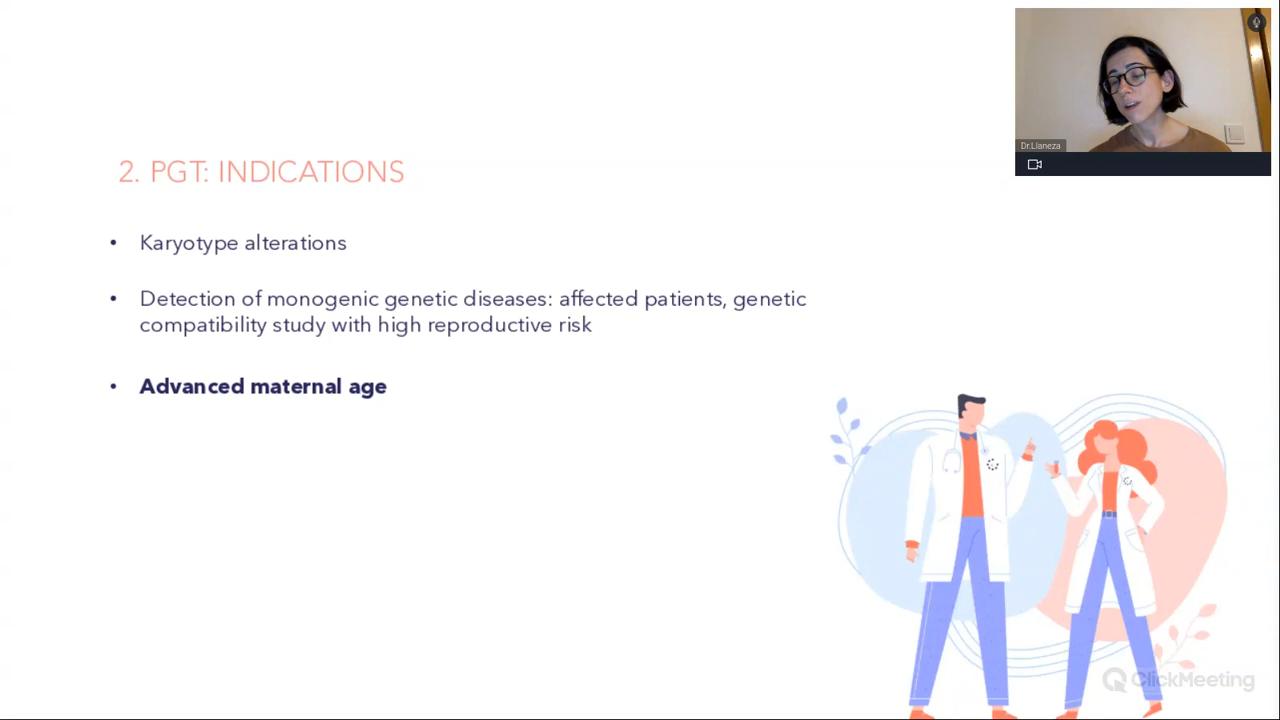 Dr.Llaneza
2. PGT: INDICATIONS
• Karyotype alterations
• Detection of monogenic genetic diseases: affected patients, genetic
compatibility study with high reproductive risk
• Advanced maternal age
ClickMeeting